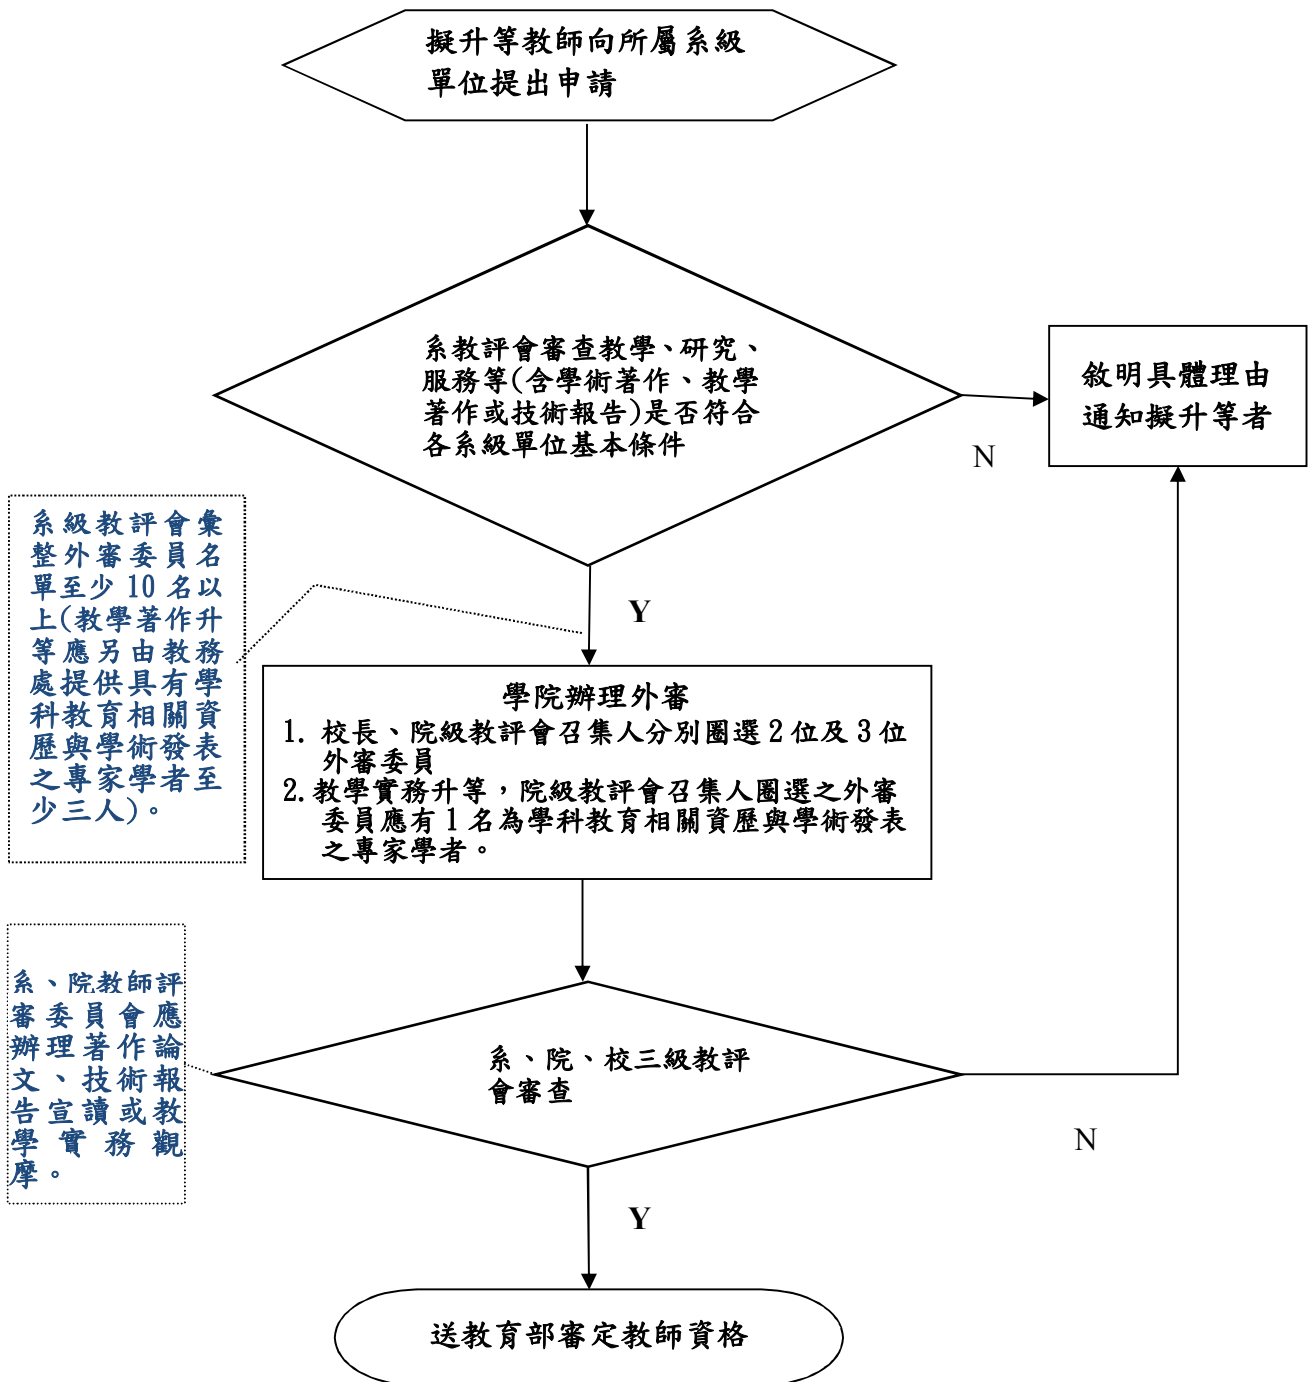 擬升等教師向所屬系級
單位提出申請
系教評會審查教學、研究、
服務等(含學術著作、教學
著作或技術報告)是否符合
各系級單位基本條件
敘明具體理由
通知擬升等者
N
系級教評會彙
整外審委員名
單至少 10 名以
上(教學著作升
等應另由教務
處提供具有學
科教育相關資
歷與學術發表
之專家學者至
少三人)。
Y
學院辦理外審
1. 校長、院級教評會召集人分別圈選 2 位及 3 位
外審委員
2. 教學實務升等，院級教評會召集人圈選之外審
委員應有 1 名為學科教育相關資歷與學術發表
之專家學者。
系、院教師評
審委員會應
辦理著作論
文、技術報
告宣讀或教
學實務觀
摩。
系、院、校三級教評
會審查
N
Y
送教育部審定教師資格